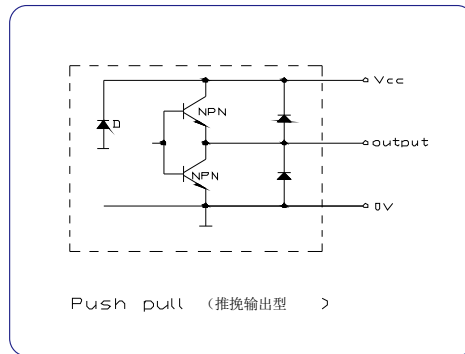 Vcc
D
NPN
output
NPN
0V
Push pull （推挽输出型 ）